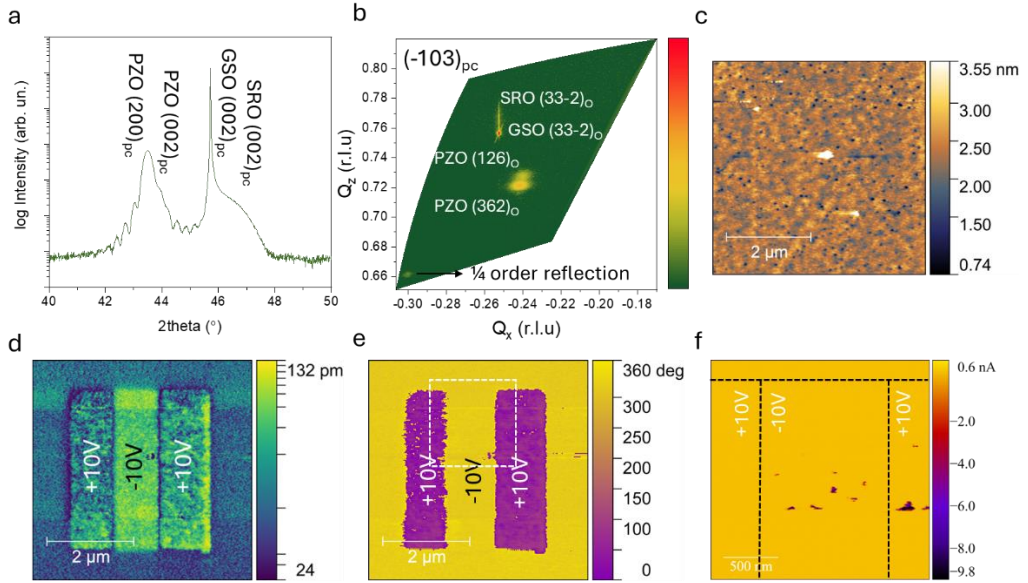 a
PZO (200)pc
PZO (002)pc
GSO (002)pc
SRO (002)pc
log Intensity (arb. un.)
40 42 44 46 48 50
2theta (°)
b
(-103)pc
0.80
0.78
0.76
0.74
0.72
0.70
0.68
0.66
Qz (r.l.u)
SRO (33-2)O
GSO (33-2)O
PZO (126)O
PZO (362)O
¼ order reflection
-0.30 -0.28 -0.26 -0.24 -0.22 -0.20 -0.18
Qx (r.l.u)
c
2 µm
3.55 nm
3.00
2.50
2.00
1.50
0.74
d
+10V
-10V
+10V
2 µm
132 pm
24
e
+10V
-10V
+10V
2 µm
360 deg
300
250
200
150
100
0
f
+10V
-10V
+10V
500 nm
0.6 nA
-2.0
-4.0
-6.0
-8.0
-9.8